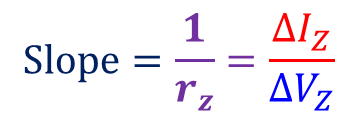 Slope = 1/r_z = ΔI_Z/ΔV_Z